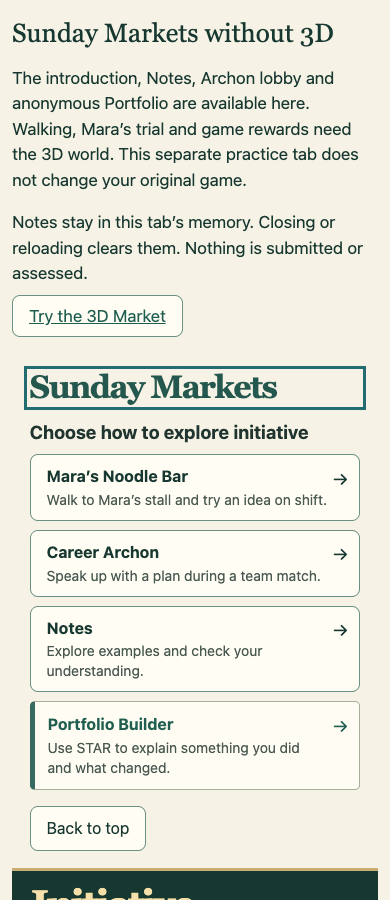 Sunday Markets without 3D
The introduction, Notes, Archon lobby and
anonymous Portfolio are available here.
Walking, Mara’s trial and game rewards need
the 3D world. This separate practice tab does
not change your original game.
Notes stay in this tab’s memory. Closing or
reloading clears them. Nothing is submitted or
assessed.
Try the 3D Market
Sunday Markets
Choose how to explore initiative
Mara’s Noodle Bar →
Walk to Mara’s stall and try an idea on shift.
Career Archon →
Speak up with a plan during a team match.
Notes →
Explore examples and check your
understanding.
Portfolio Builder →
Use STAR to explain something you did
and what changed.
Back to top
Initiative